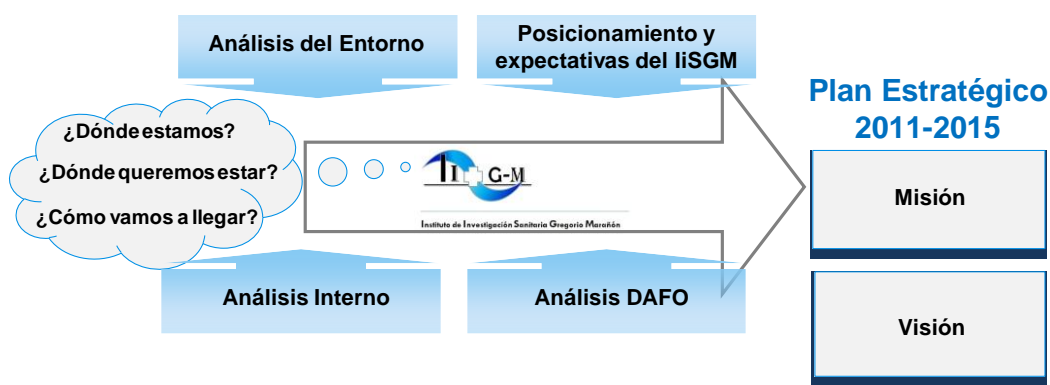 Análisis del Entorno
Posicionamiento y
expectativas del IiSGM
Plan Estratégico
2011-2015
¿Dónde estamos?
¿Dónde queremos estar?
¿Cómo vamos a llegar?
IiSG-M
Instituto de Investigación Sanitaria Gregorio Marañón
Misión
Análisis Interno
Análisis DAFO
Visión